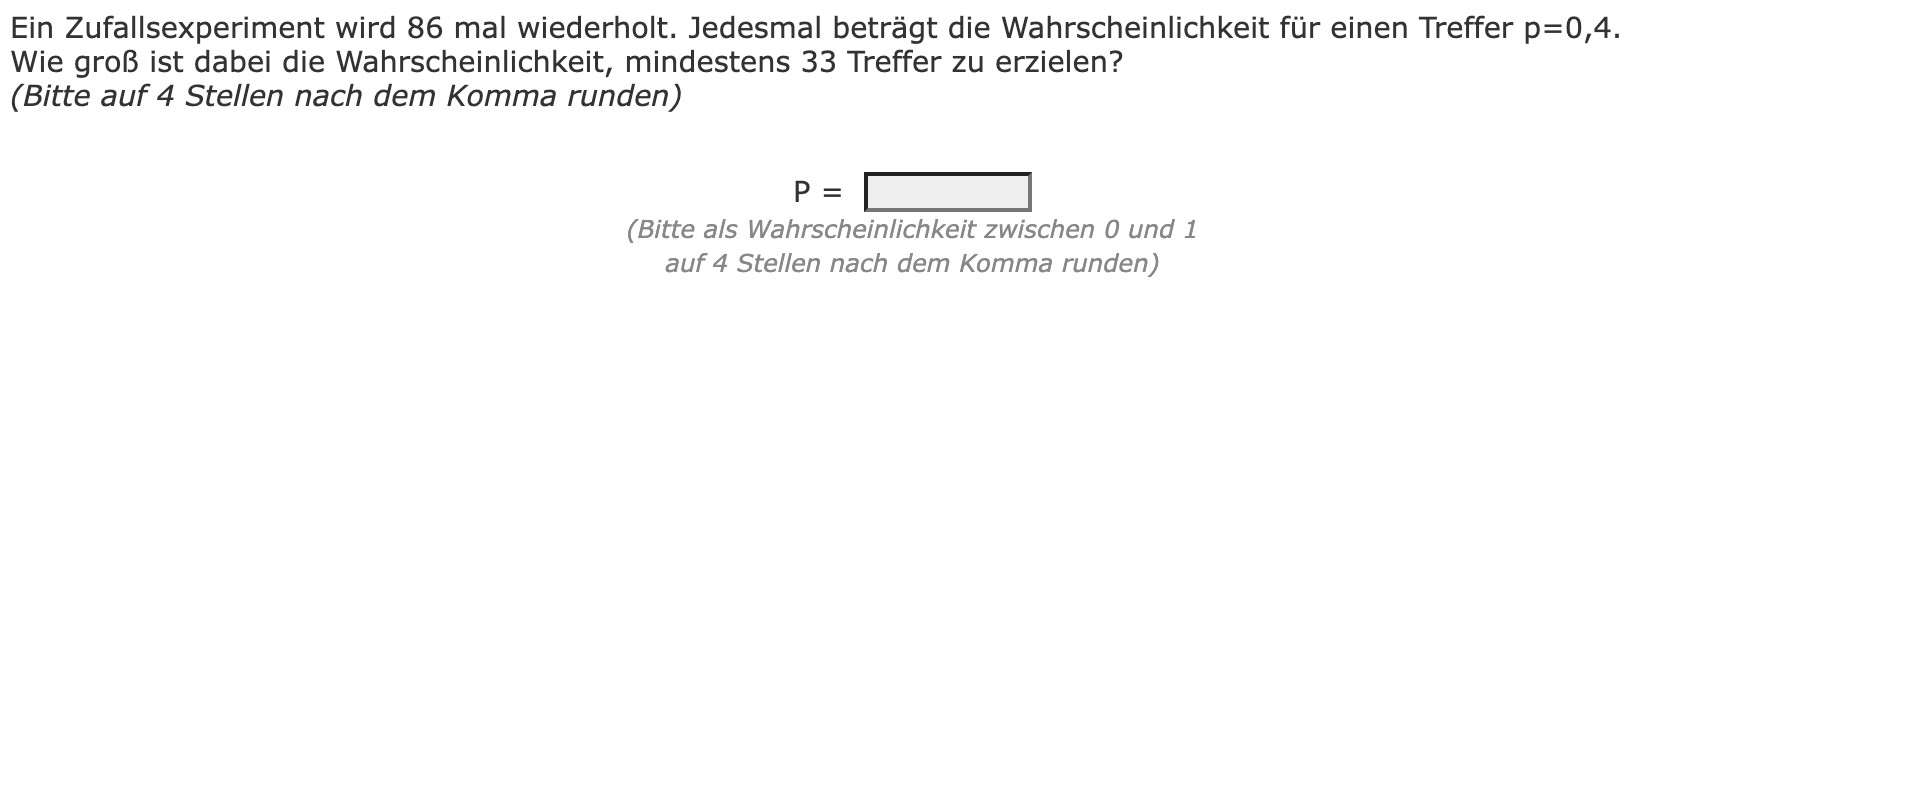 Ein Zufallsexperiment wird 86 mal wiederholt. Jedesmal beträgt die Wahrscheinlichkeit für einen Treffer p=0,4.
Wie groß ist dabei die Wahrscheinlichkeit, mindestens 33 Treffer zu erzielen?
(Bitte auf 4 Stellen nach dem Komma runden)
P =
(Bitte als Wahrscheinlichkeit zwischen 0 und 1
auf 4 Stellen nach dem Komma runden)